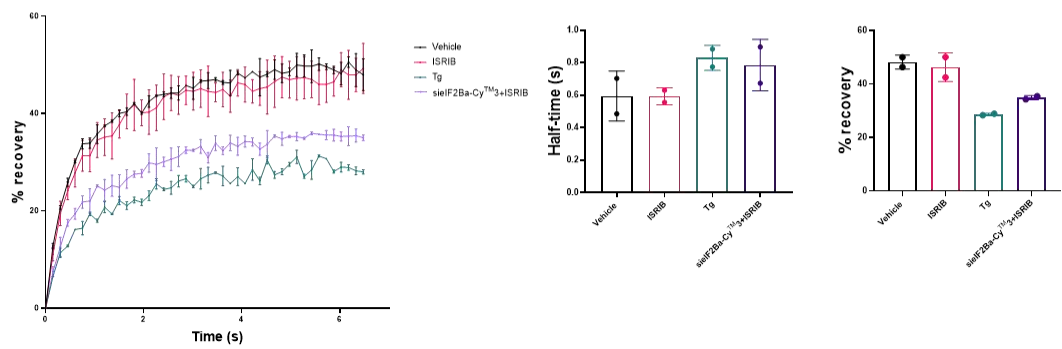 60
40
20
0
% recovery
0
2
4
6
Time (s)
Vehicle
ISRIB
Tg
sieIF2Ba-Cy™3+ISRIB
1.0
0.8
0.6
0.4
0.2
0.0
Half-time (s)
Vehicle
ISRIB
Tg
sieIF2Ba-Cy™3+ISRIB
60
40
20
0
% recovery
Vehicle
ISRIB
Tg
sieIF2Ba-Cy™3+ISRIB